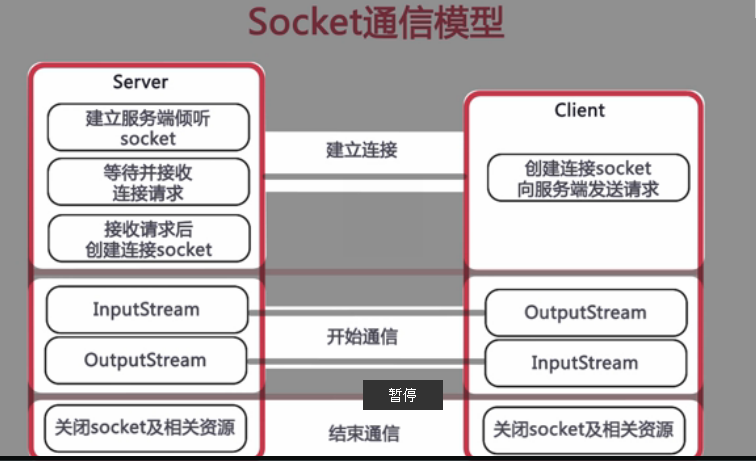 Socket通信模型
Server
建立服务端倾听
socket
等待并接收
连接请求
接收请求后
创建连接socket
建立连接
Client
创建连接socket
向服务端发送请求
InputStream
OutputStream
开始通信
OutputStream
InputStream
暂停
关闭socket及相关资源
结束通信
关闭socket及相关资源